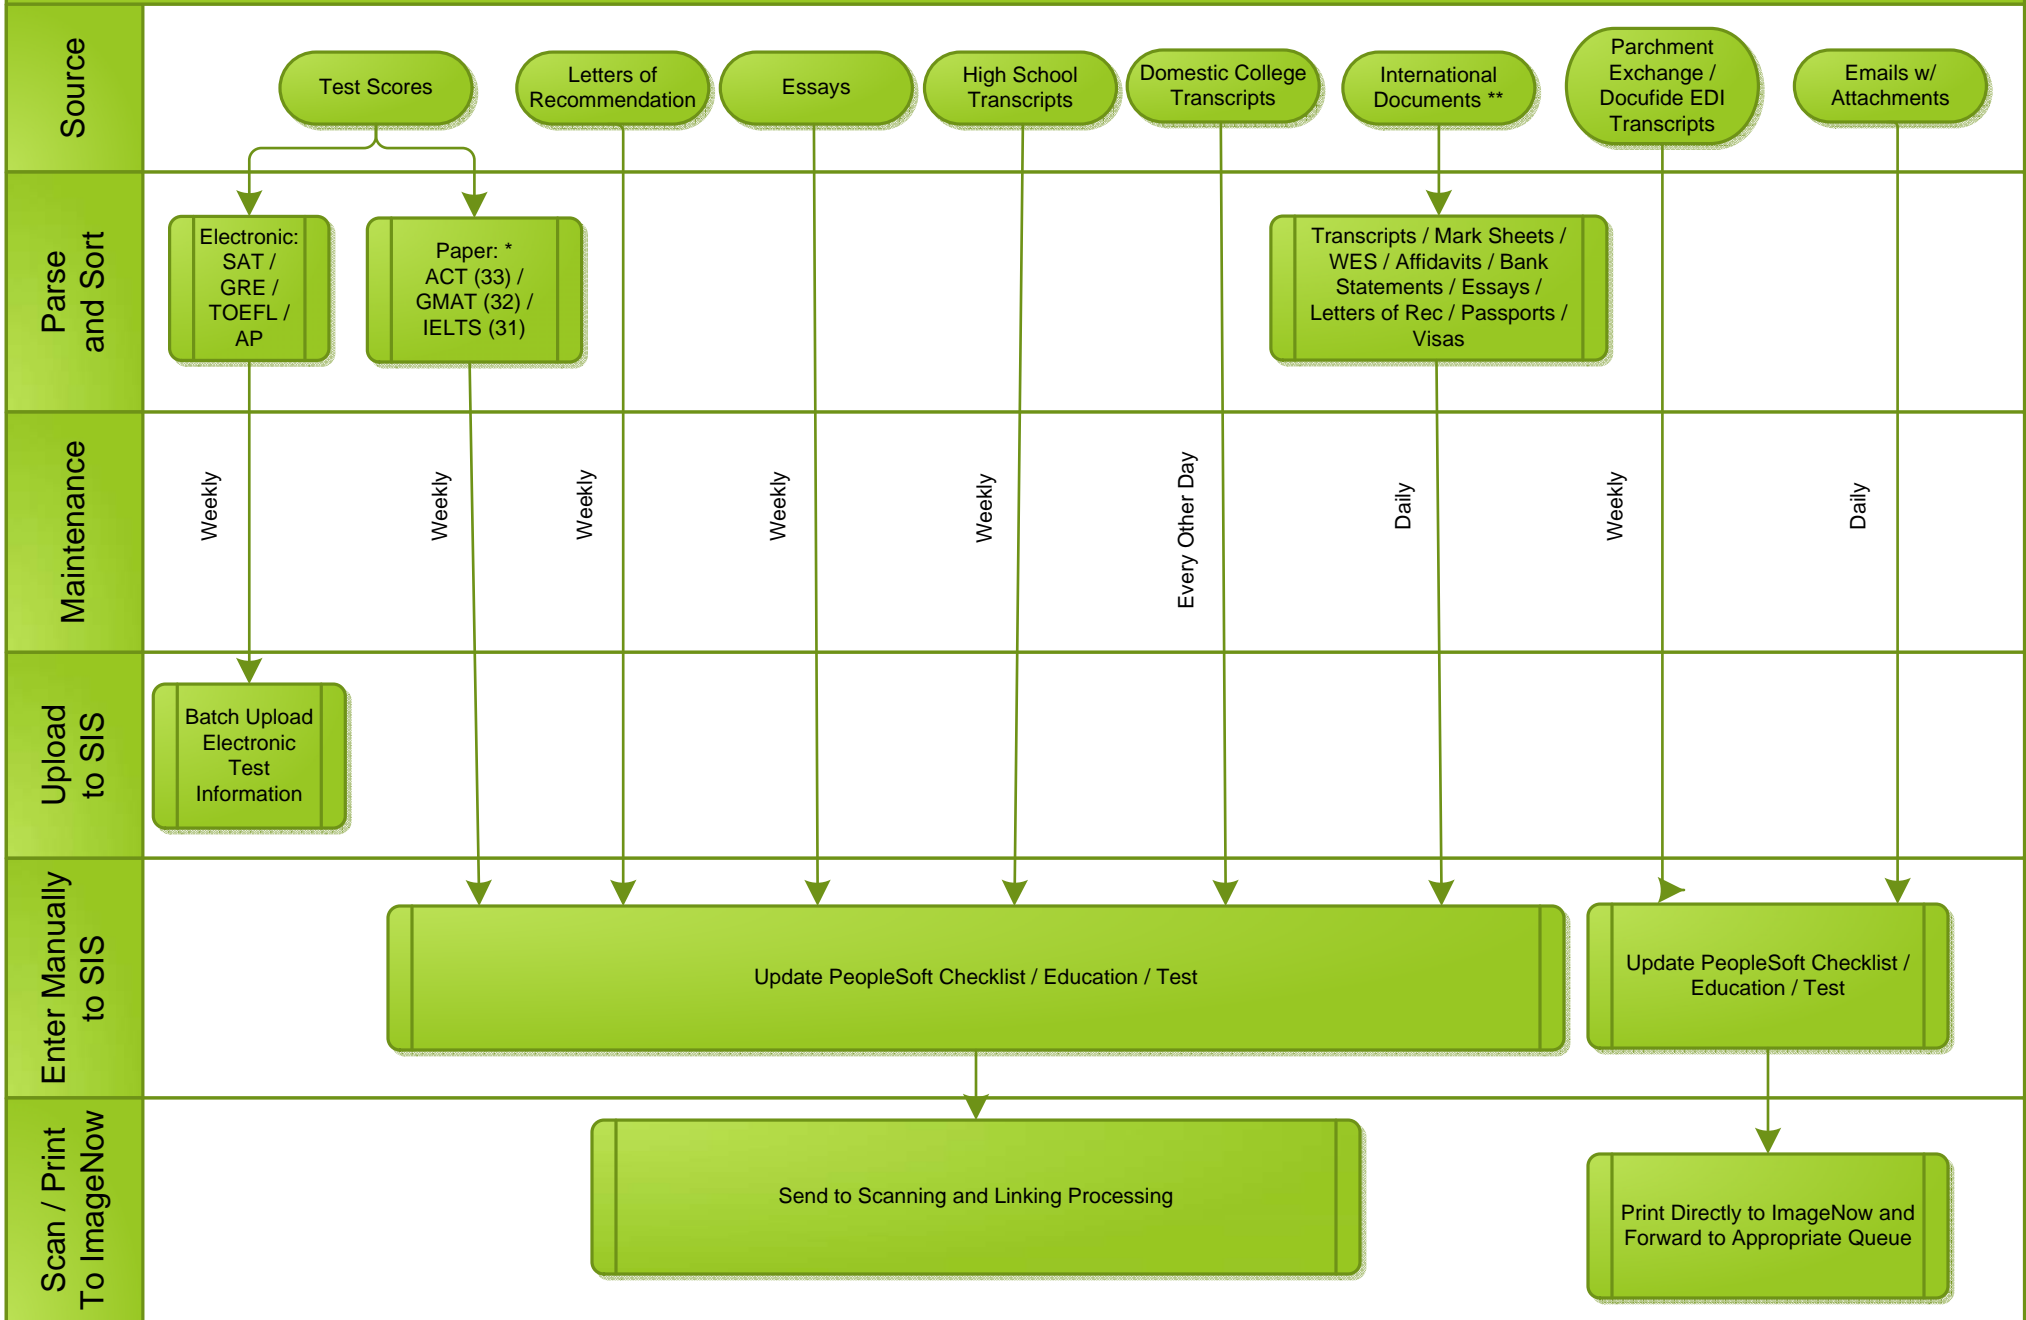 Source
Test Scores
Letters of
Recommendation
Essays
High School
Transcripts
Domestic College
Transcripts
International
Documents **
Parchment
Exchange /
Docufide EDI
Transcripts
Emails w/
Attachments
Parse
and Sort
Electronic:
SAT /
GRE /
TOEFL /
AP
Paper: *
ACT (33) /
GMAT (32) /
IELTS (31)
Transcripts / Mark Sheets /
WES / Affidavits / Bank
Statements / Essays /
Letters of Rec / Passports /
Visas
Maintenance
Weekly
Weekly
Weekly
Weekly
Weekly
Every Other Day
Daily
Weekly
Daily
Upload
to SIS
Batch Upload
Electronic
Test
Information
Enter Manually
to SIS
Update PeopleSoft Checklist / Education / Test
Update PeopleSoft Checklist /
Education / Test
Scan / Print
To ImageNow
Send to Scanning and Linking Processing
Print Directly to ImageNow and
Forward to Appropriate Queue